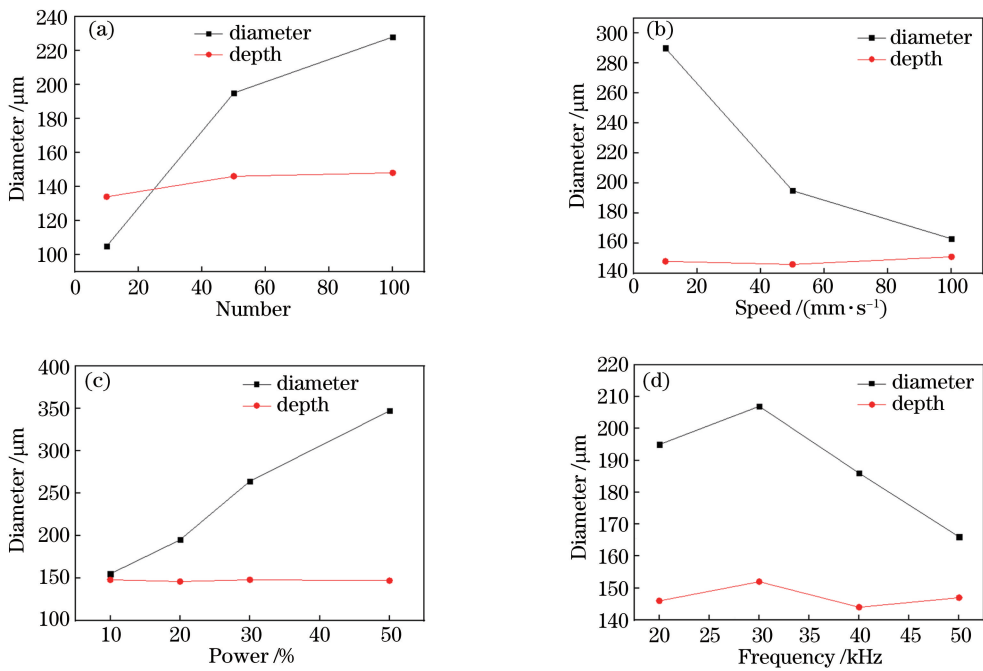 (a)
diameter
depth
Diameter /μm
240
220
200
180
160
140
120
100
0
20
40
60
80
100
Number
(b)
diameter
depth
Diameter /μm
300
280
260
240
220
200
180
160
140
0
20
40
60
80
100
Speed /(mm·s⁻¹)
(c)
diameter
depth
Diameter /μm
400
350
300
250
200
150
100
10
20
30
40
50
Power /%
(d)
diameter
depth
Diameter /μm
220
210
200
190
180
170
160
150
140
20
25
30
35
40
45
50
Frequency /kHz